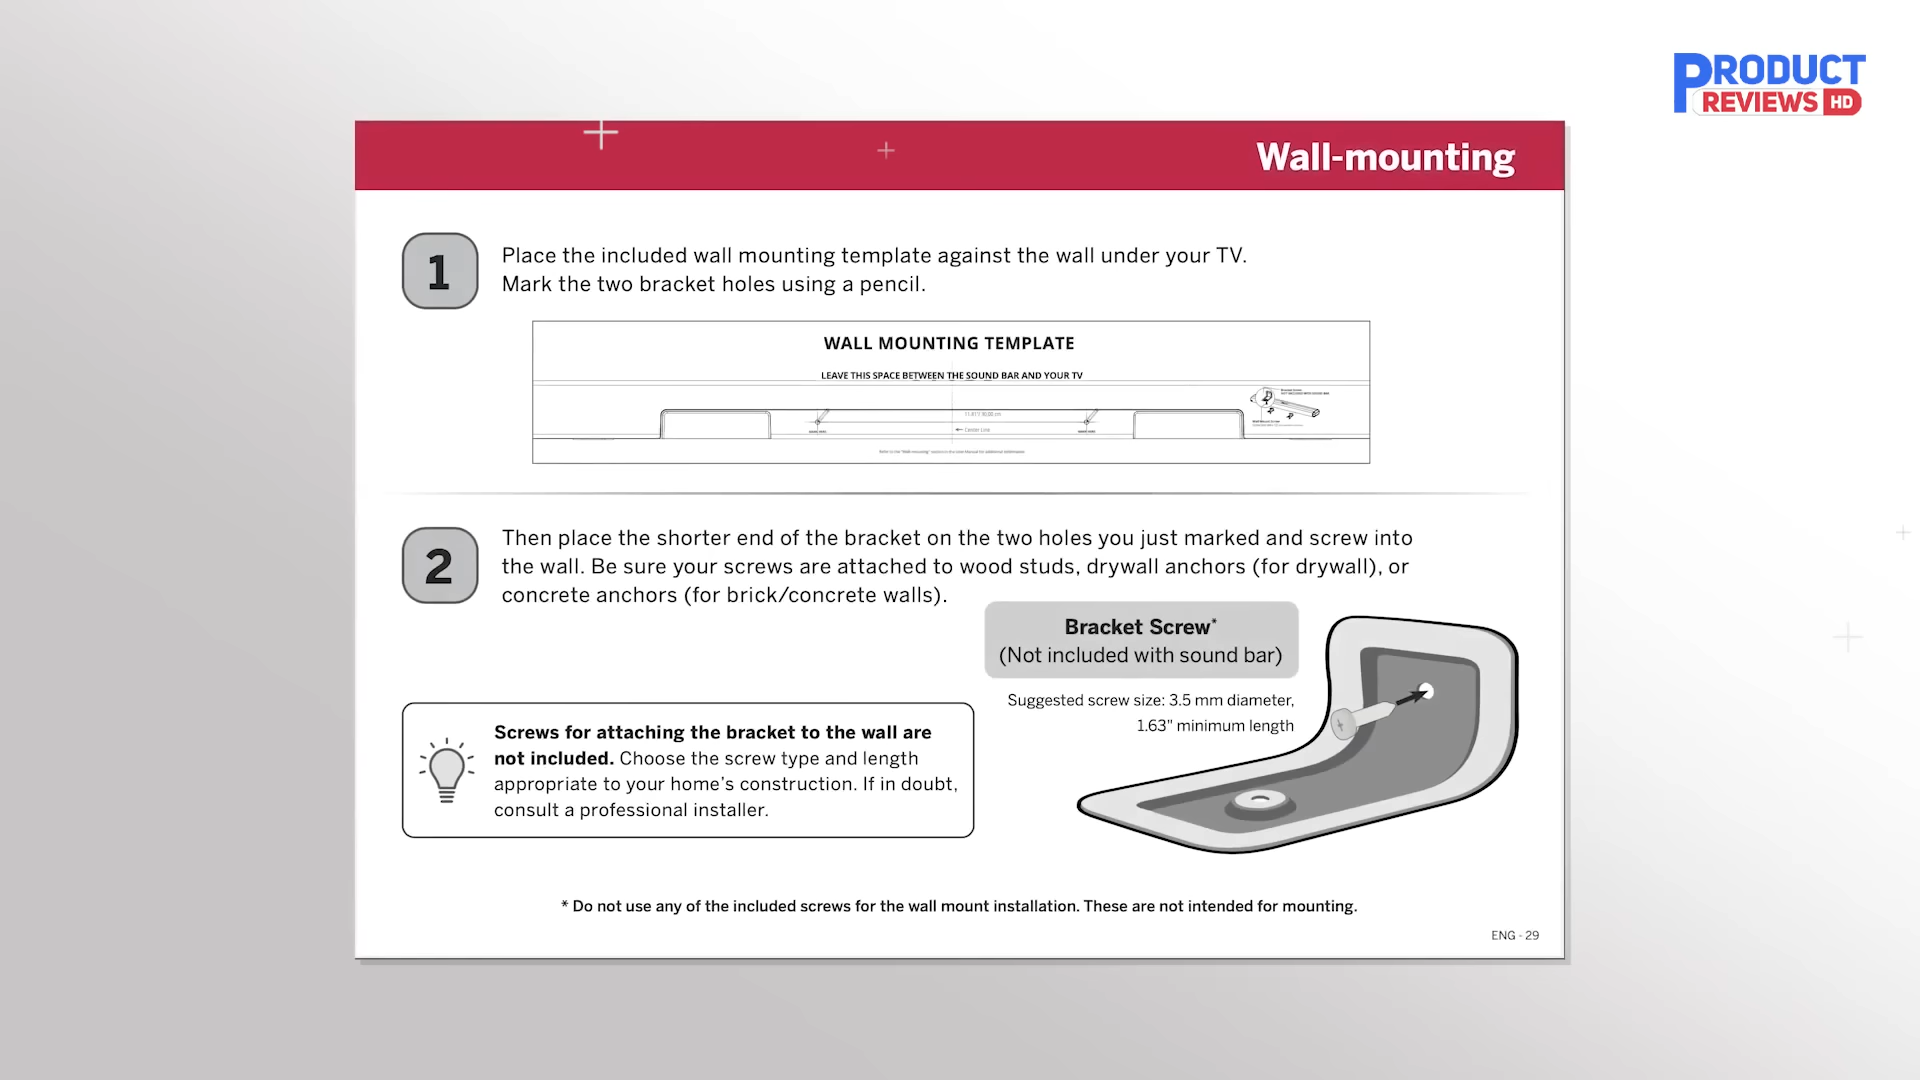 PRODUCT
REVIEWS HD
Wall-mounting
1
Place the included wall mounting template against the wall under your TV.
Mark the two bracket holes using a pencil.
WALL MOUNTING TEMPLATE
LEAVE THIS SPACE BETWEEN THE SOUND BAR AND YOUR TV
Center Line
2
Then place the shorter end of the bracket on the two holes you just marked and screw into
the wall. Be sure your screws are attached to wood studs, drywall anchors (for drywall), or
concrete anchors (for brick/concrete walls).
Bracket Screw*
(Not included with sound bar)
Suggested screw size: 3.5 mm diameter,
1.63" minimum length
Screws for attaching the bracket to the wall are
not included. Choose the screw type and length
appropriate to your home's construction. If in doubt,
consult a professional installer.
* Do not use any of the included screws for the wall mount installation. These are not intended for mounting.
ENG - 29